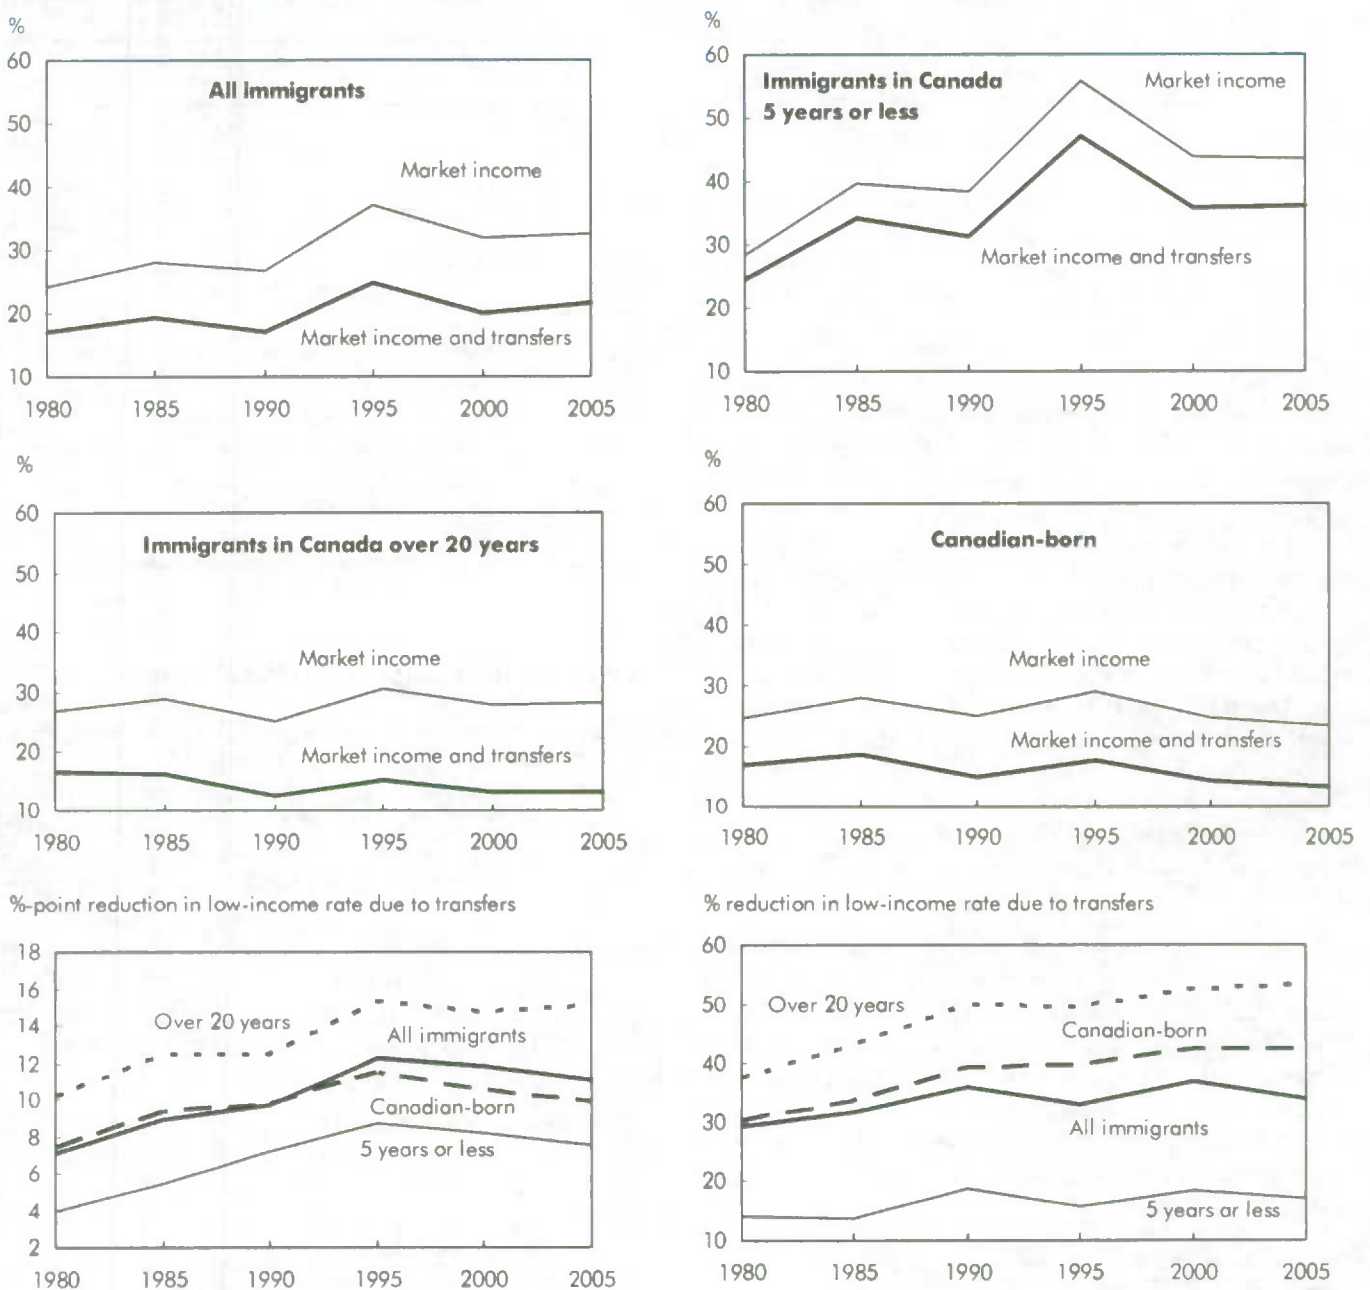 %
60
50
40
30
20
10
All immigrants
Market income
Market income and transfers
1980 1985 1990 1995 2000 2005
%
60
50
40
30
20
10
Immigrants in Canada
5 years or less
Market income
Market income and transfers
1980 1985 1990 1995 2000 2005
%
60
50
40
30
20
10
Immigrants in Canada over 20 years
Market income
Market income and transfers
1980 1985 1990 1995 2000 2005
%
60
50
40
30
20
10
Canadian-born
Market income
Market income and transfers
1980 1985 1990 1995 2000 2005
%-point reduction in low-income rate due to transfers
18
16
14
12
10
8
6
4
2
Over 20 years
All immigrants
Canadian-born
5 years or less
1980 1985 1990 1995 2000 2005
% reduction in low-income rate due to transfers
60
50
40
30
20
10
Over 20 years
Canadian-born
All immigrants
5 years or less
1980 1985 1990 1995 2000 2005